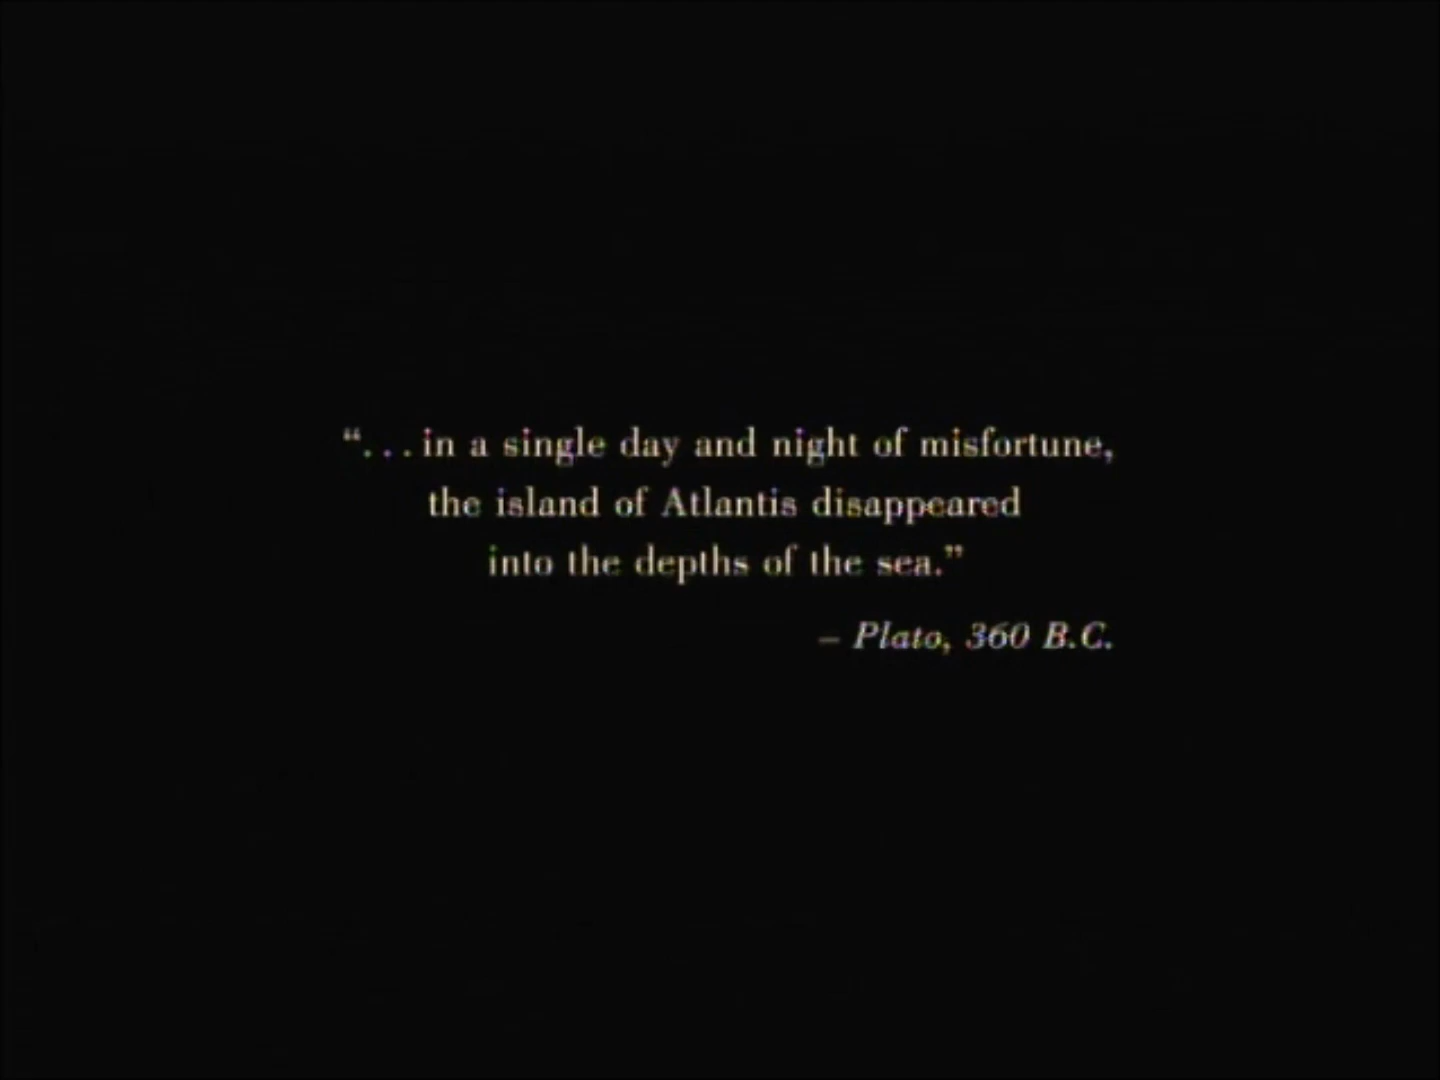 “. . . in a single day and night of misfortune,
the island of Atlantis disappeared
into the depths of the sea.”
– Plato, 360 B.C.